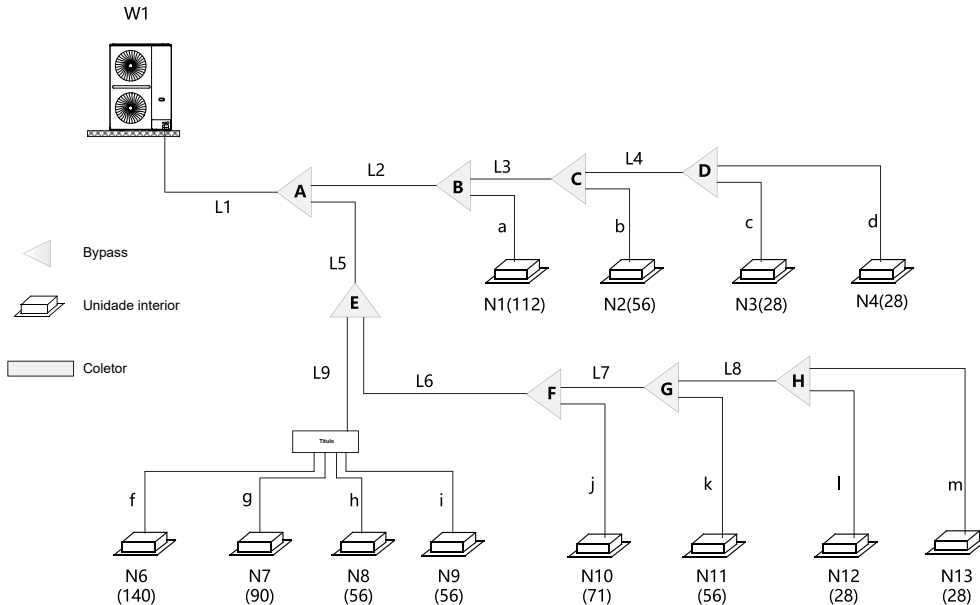 W1
L1
A
L2
B
L3
C
L4
D
a
b
c
d
N1(112)
N2(56)
N3(28)
N4(28)
Bypass
Unidade interior
Coletor
L5
E
L9
L6
F
L7
G
L8
H
Título
f
g
h
i
j
k
l
m
N6
(140)
N7
(90)
N8
(56)
N9
(56)
N10
(71)
N11
(56)
N12
(28)
N13
(28)